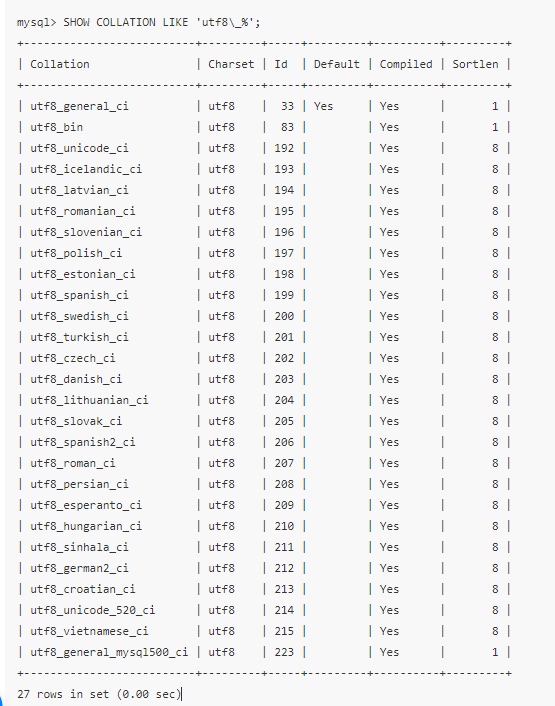 mysql> SHOW COLLATION LIKE 'utf8\_%';
+--------------------------+---------+-----+---------+----------+---------+
| Collation                | Charset | Id  | Default | Compiled | Sortlen |
+--------------------------+---------+-----+---------+----------+---------+
| utf8_general_ci          | utf8    |  33 | Yes     | Yes      |       1 |
| utf8_bin                 | utf8    |  83 |         | Yes      |       1 |
| utf8_unicode_ci          | utf8    | 192 |         | Yes      |       8 |
| utf8_icelandic_ci        | utf8    | 193 |         | Yes      |       8 |
| utf8_latvian_ci          | utf8    | 194 |         | Yes      |       8 |
| utf8_romanian_ci         | utf8    | 195 |         | Yes      |       8 |
| utf8_slovenian_ci        | utf8    | 196 |         | Yes      |       8 |
| utf8_polish_ci           | utf8    | 197 |         | Yes      |       8 |
| utf8_estonian_ci         | utf8    | 198 |         | Yes      |       8 |
| utf8_spanish_ci          | utf8    | 199 |         | Yes      |       8 |
| utf8_swedish_ci          | utf8    | 200 |         | Yes      |       8 |
| utf8_turkish_ci          | utf8    | 201 |         | Yes      |       8 |
| utf8_czech_ci            | utf8    | 202 |         | Yes      |       8 |
| utf8_danish_ci           | utf8    | 203 |         | Yes      |       8 |
| utf8_lithuanian_ci       | utf8    | 204 |         | Yes      |       8 |
| utf8_slovak_ci           | utf8    | 205 |         | Yes      |       8 |
| utf8_spanish2_ci         | utf8    | 206 |         | Yes      |       8 |
| utf8_roman_ci            | utf8    | 207 |         | Yes      |       8 |
| utf8_persian_ci          | utf8    | 208 |         | Yes      |       8 |
| utf8_esperanto_ci        | utf8    | 209 |         | Yes      |       8 |
| utf8_hungarian_ci        | utf8    | 210 |         | Yes      |       8 |
| utf8_sinhala_ci          | utf8    | 211 |         | Yes      |       8 |
| utf8_german2_ci          | utf8    | 212 |         | Yes      |       8 |
| utf8_croatian_ci         | utf8    | 213 |         | Yes      |       8 |
| utf8_unicode_520_ci      | utf8    | 214 |         | Yes      |       8 |
| utf8_vietnamese_ci       | utf8    | 215 |         | Yes      |       8 |
| utf8_general_mysql500_ci | utf8    | 223 |         | Yes      |       1 |
+--------------------------+---------+-----+---------+----------+---------+
27 rows in set (0.00 sec)